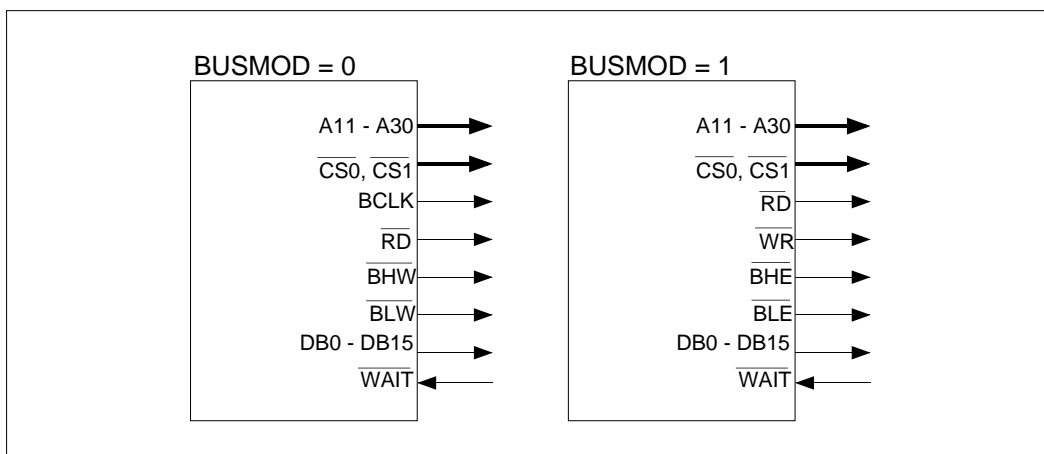 BUSMOD = 0
A11 - A30
CS0, CS1
BCLK
RD
BHW
BLW
DB0 - DB15
WAIT
BUSMOD = 1
A11 - A30
CS0, CS1
RD
WR
BHE
BLE
DB0 - DB15
WAIT